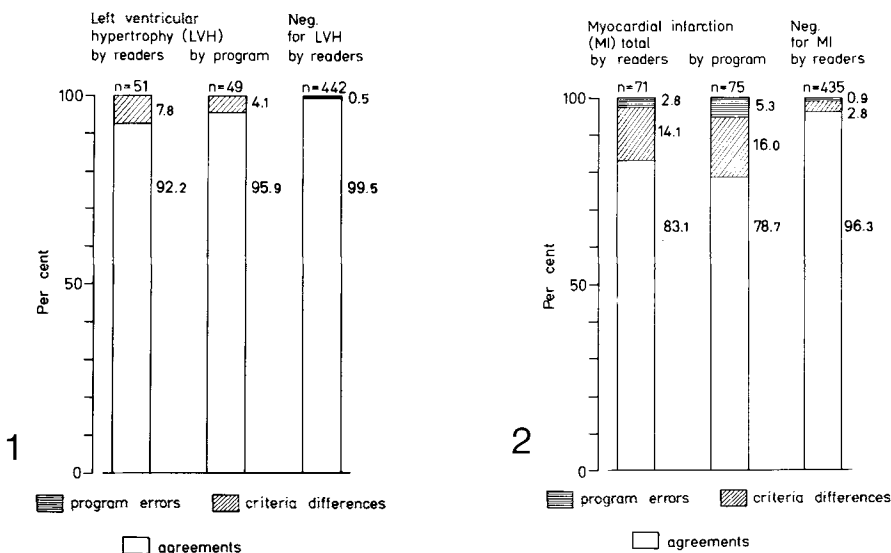 Left ventricular
hypertrophy (LVH)
by readers by program
Neg.
for LVH
by readers
n=51 n=49 n=442
100
7.8
4.1
0.5
92.2
95.9
99.5
50
0
Per cent
1
program errors criteria differences
agreements
Myocardial infarction
(MI) total
by readers by program
Neg.
for MI
by readers
n=71 n=75 n=435
100
2.8
5.3
0.9
2.8
14.1
16.0
83.1
78.7
96.3
50
0
Per cent
2
program errors criteria differences
agreements